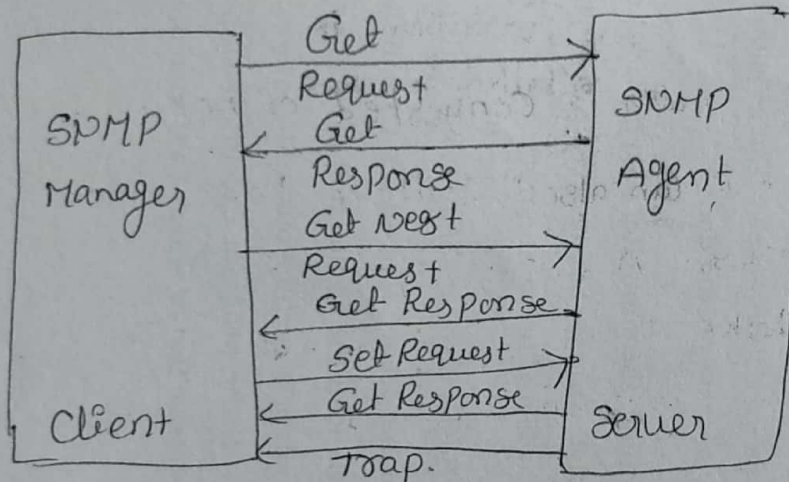 Get
Request
SNMP
Manager
Get
Response
SNMP
Agent
Get Next
Request
Get Response
Set Request
Get Response
Client
Server
Trap.